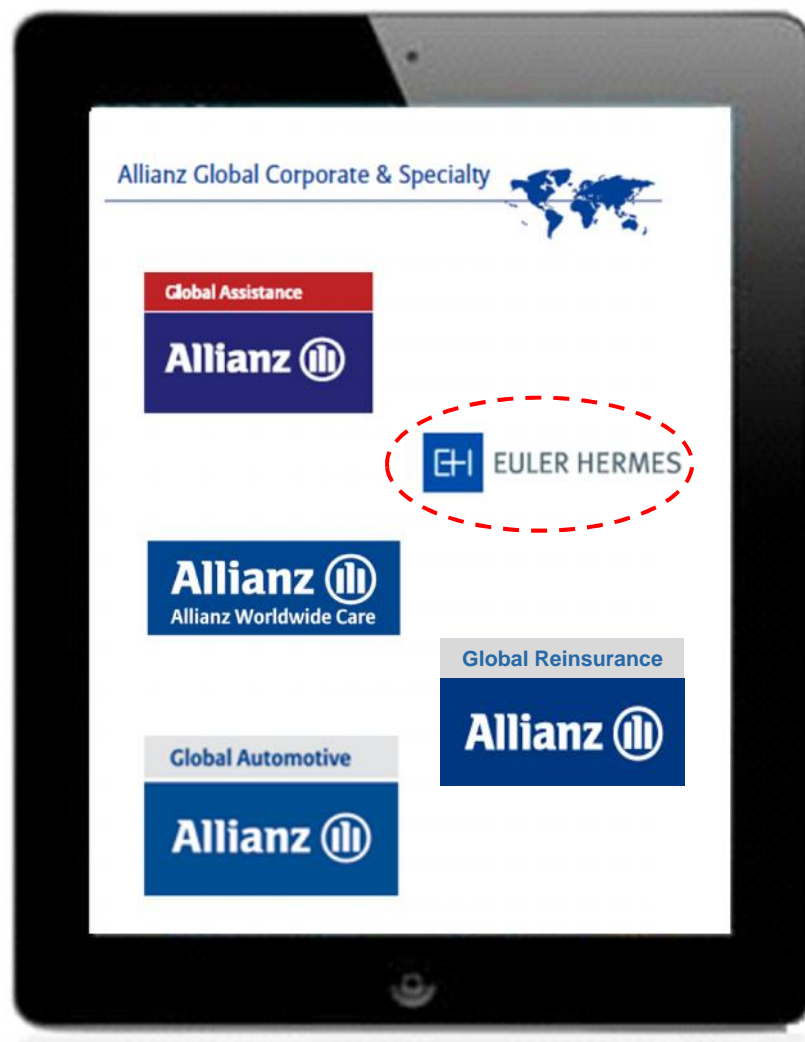 Allianz Global Corporate & Specialty
Global Assistance
Allianz
EH EULER HERMES
Allianz
Allianz Worldwide Care
Global Reinsurance
Allianz
Global Automotive
Allianz